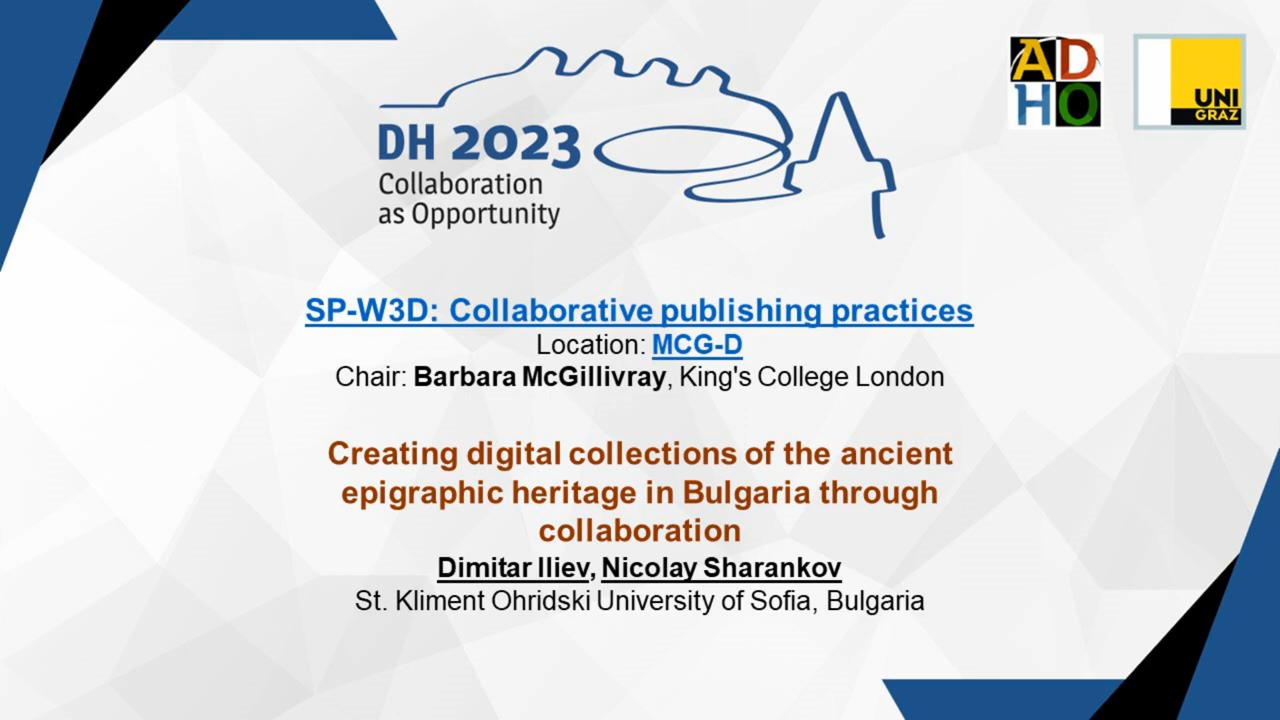 AD
HO
UNI
GRAZ
DH 2023
Collaboration
as Opportunity
SP-W3D: Collaborative publishing practices
Location: MCG-D
Chair: Barbara McGillivray, King's College London
Creating digital collections of the ancient
epigraphic heritage in Bulgaria through
collaboration
Dimitar Iliev, Nicolay Sharankov
St. Kliment Ohridski University of Sofia, Bulgaria